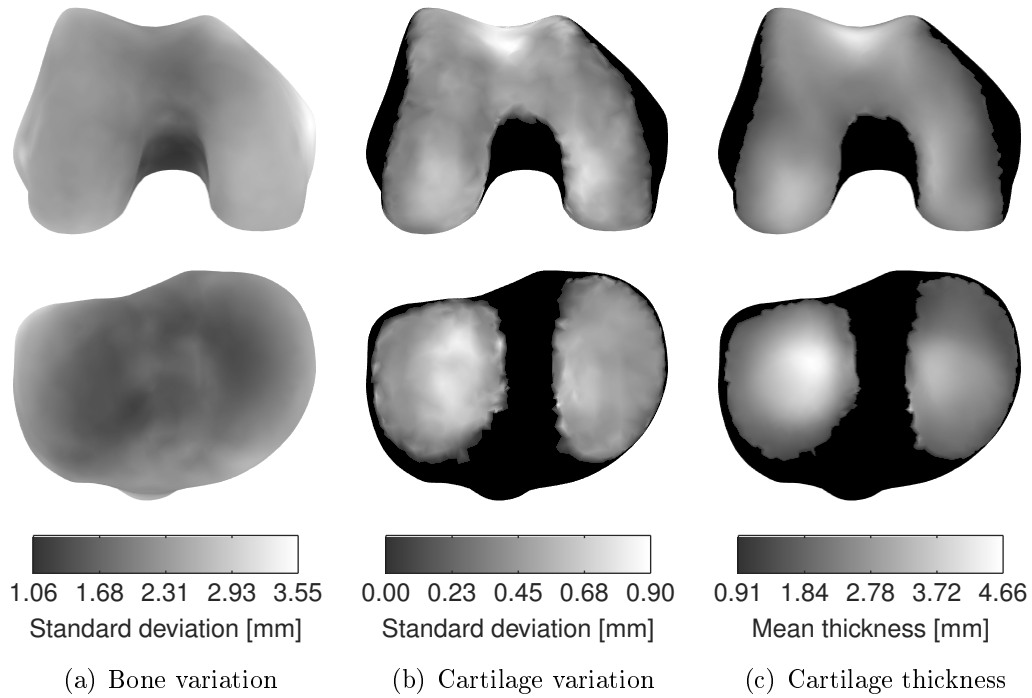 1.06 1.68 2.31 2.93 3.55
Standard deviation [mm]
(a) Bone variation
0.00 0.23 0.45 0.68 0.90
Standard deviation [mm]
(b) Cartilage variation
0.91 1.84 2.78 3.72 4.66
Mean thickness [mm]
(c) Cartilage thickness